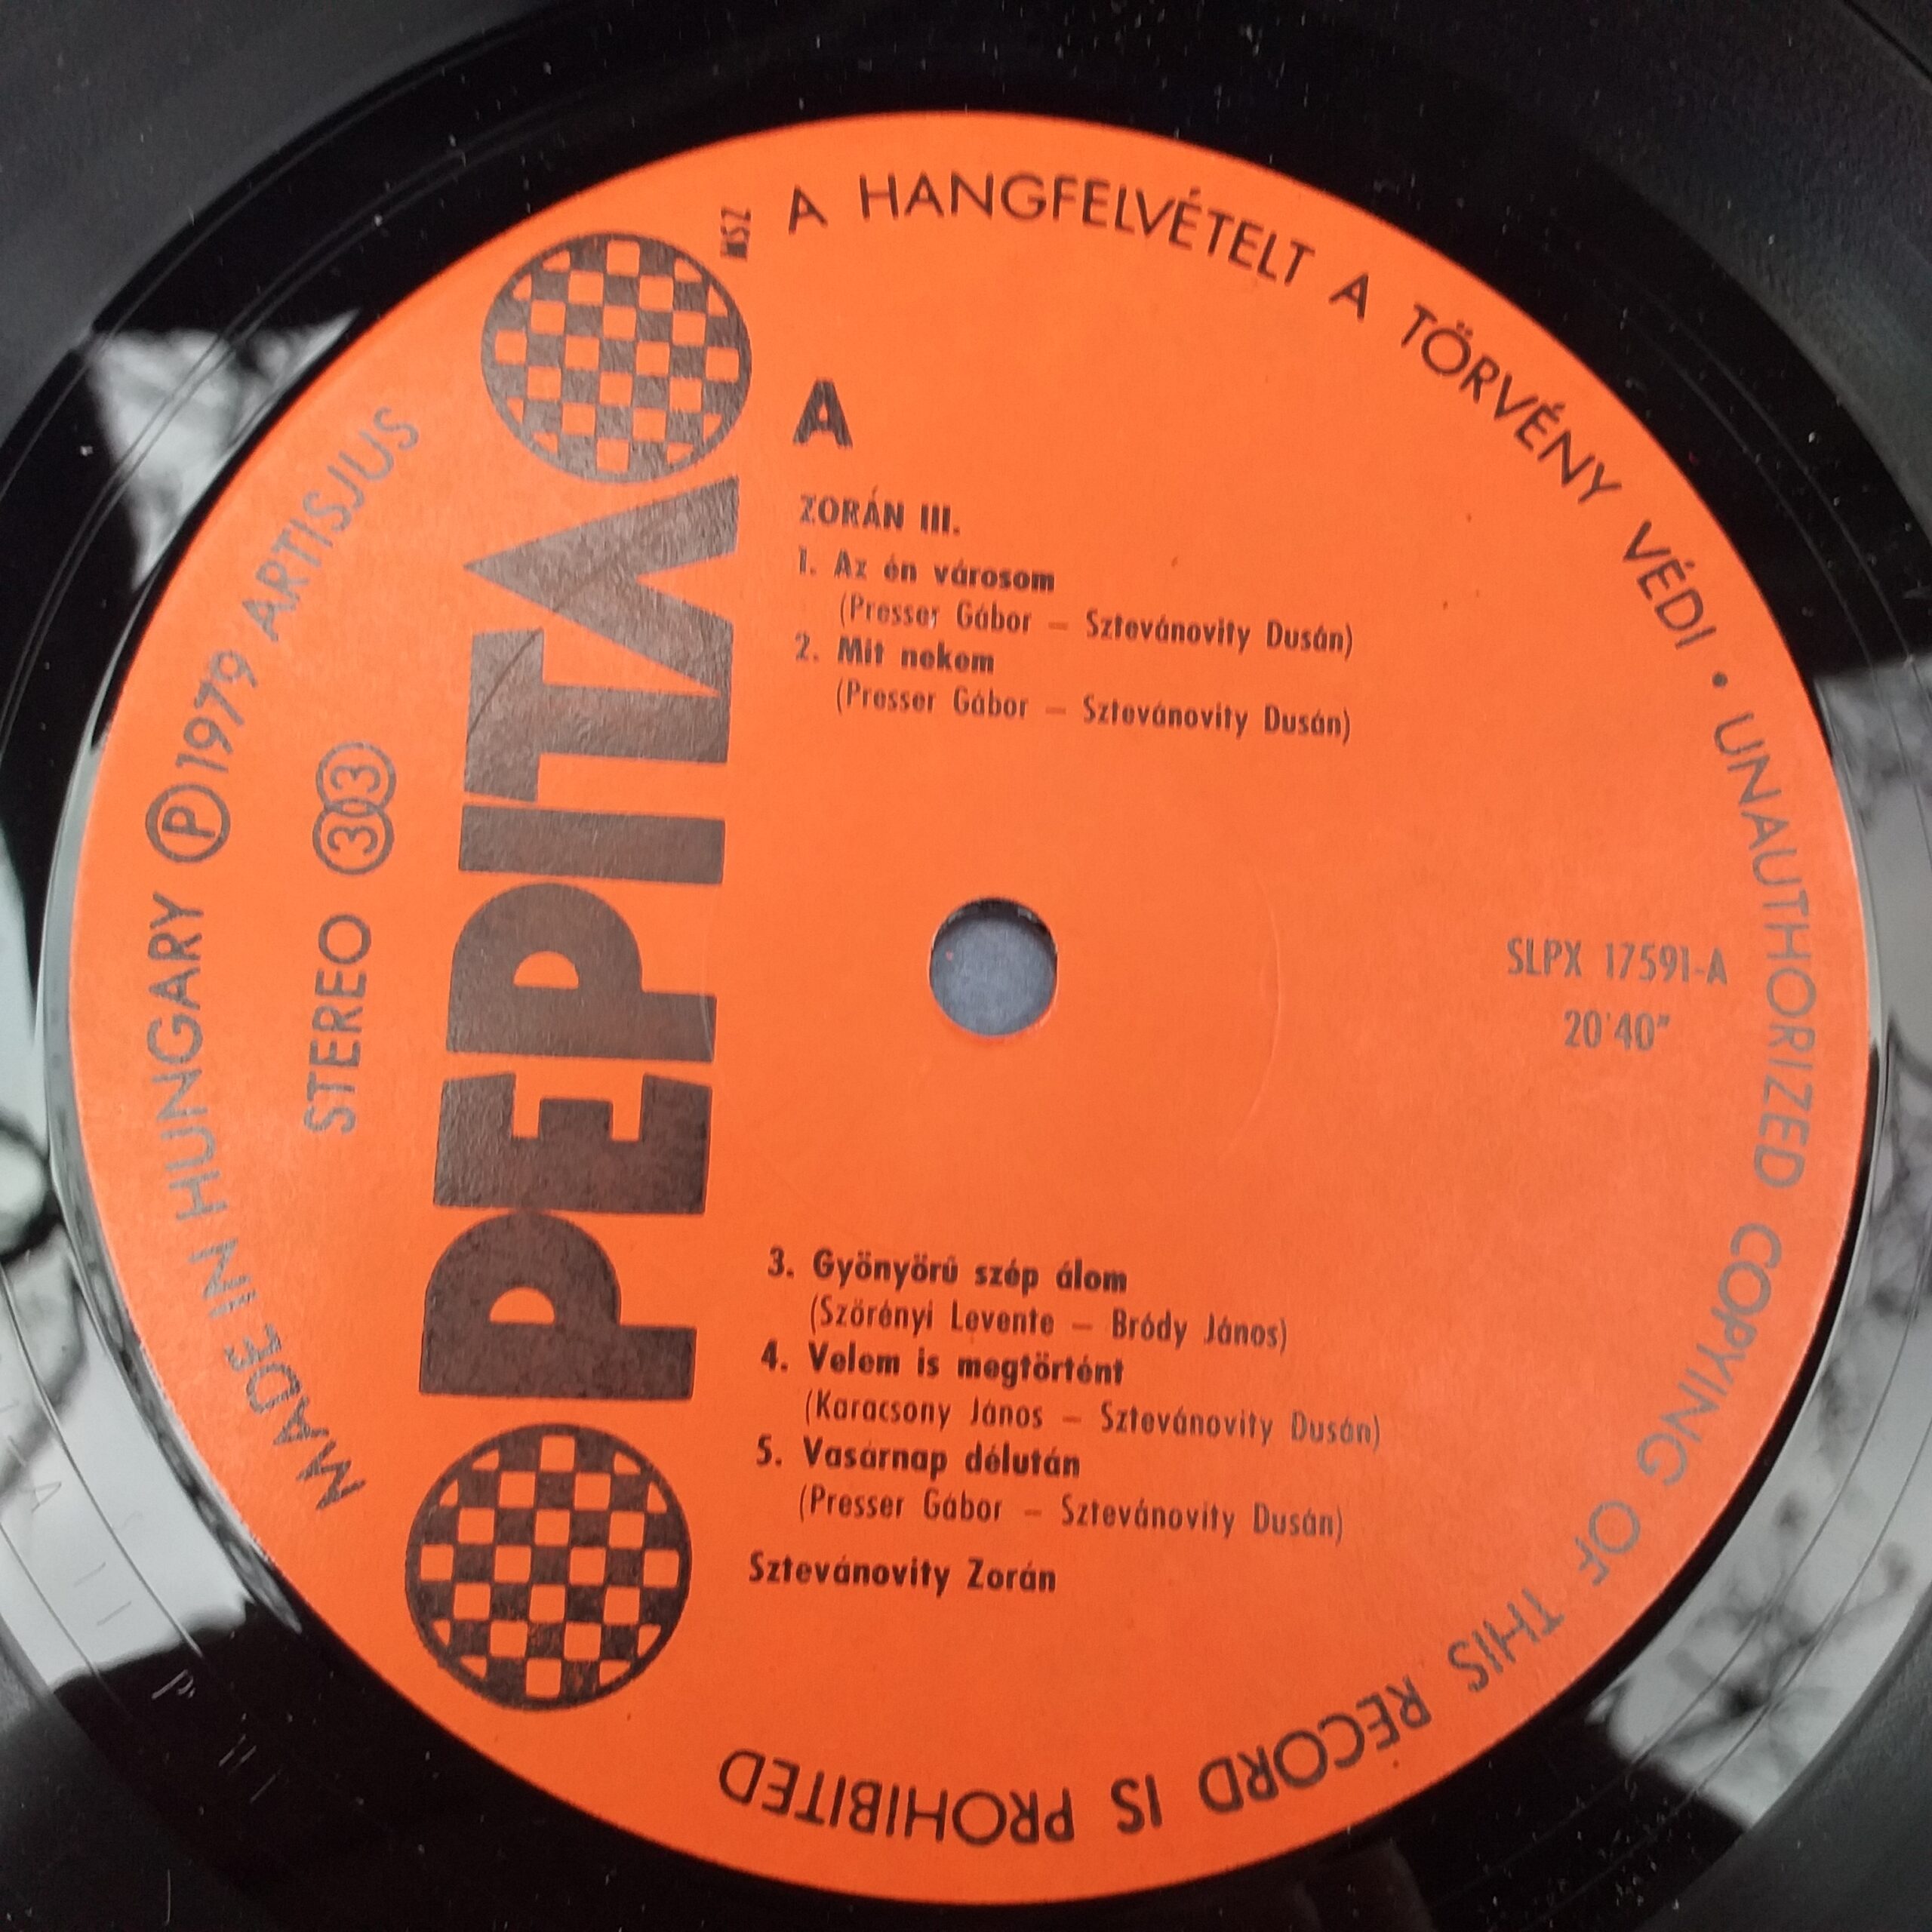 A HANGFELVÉTELT A TÖRVÉNY VÉDI • UNAUTHORIZED COPYING OF THIS RECORD IS PROHIBITED
MADE IN HUNGARY Ⓟ 1979 ARTISJUS
STEREO 33
PEPITA
MSZ
A
ZORÁN III.
1. Az én városom
(Presser Gábor – Sztevánovity Dusán)
2. Mit nekem
(Presser Gábor – Sztevánovity Dusán)
SLPX 17591-A
20'40"
3. Gyönyörű szép álom
(Szörényi Levente – Bródy János)
4. Velem is megtörtént
(Karacsony János – Sztevánovity Dusán)
5. Vasárnap délután
(Presser Gábor – Sztevánovity Dusán)
Sztevánovity Zorán